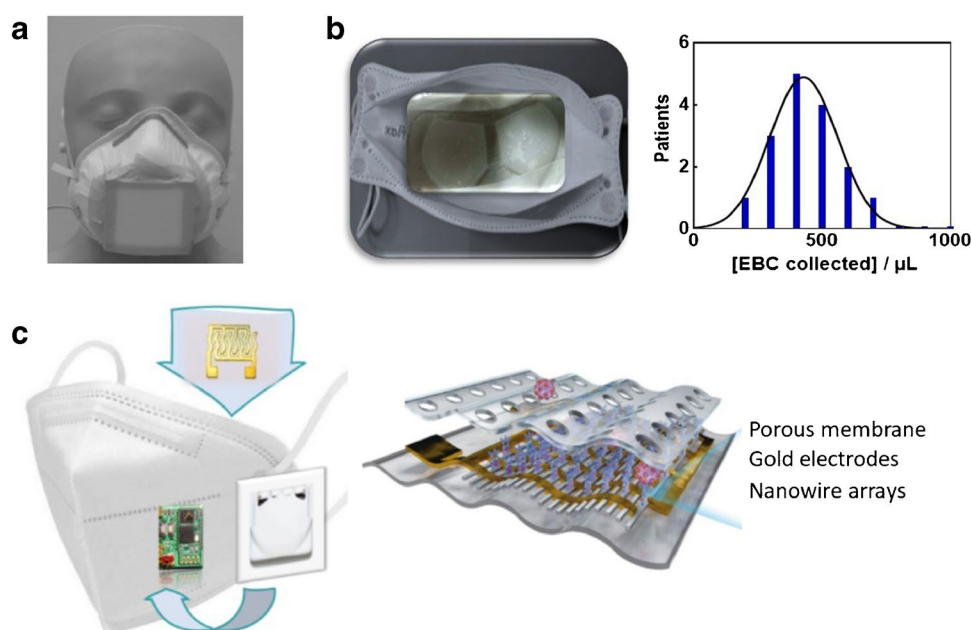 a
b
6
4
2
0
Patients
0
500
1000
[EBC collected] / µL
c
Porous membrane
Gold electrodes
Nanowire arrays